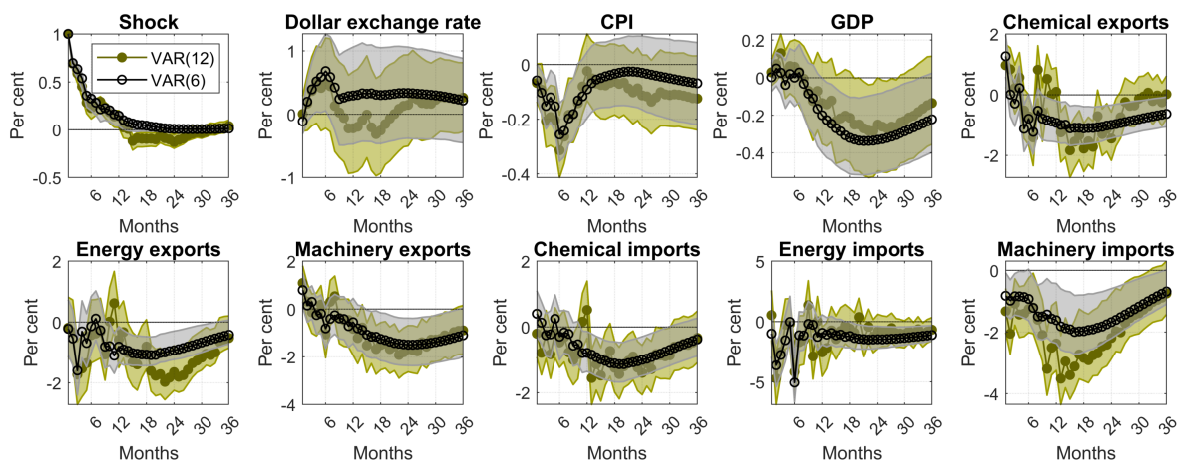 Shock
Dollar exchange rate
CPI
GDP
Chemical exports
Per cent
1
0.5
0
-0.5
VAR(12)
VAR(6)
6 12 18 24 30 36
Months
Per cent
1
0
-1
6 12 18 24 30 36
Months
Per cent
0
-0.2
-0.4
6 12 18 24 30 36
Months
Per cent
0.2
0
-0.2
-0.4
6 12 18 24 30 36
Months
Per cent
2
0
-2
6 12 18 24 30 36
Months
Energy exports
Machinery exports
Chemical imports
Energy imports
Machinery imports
Per cent
2
0
-2
6 12 18 24 30 36
Months
Per cent
2
0
-2
-4
6 12 18 24 30 36
Months
Per cent
2
0
-2
6 12 18 24 30 36
Months
Per cent
5
0
-5
6 12 18 24 30 36
Months
Per cent
0
-2
-4
6 12 18 24 30 36
Months